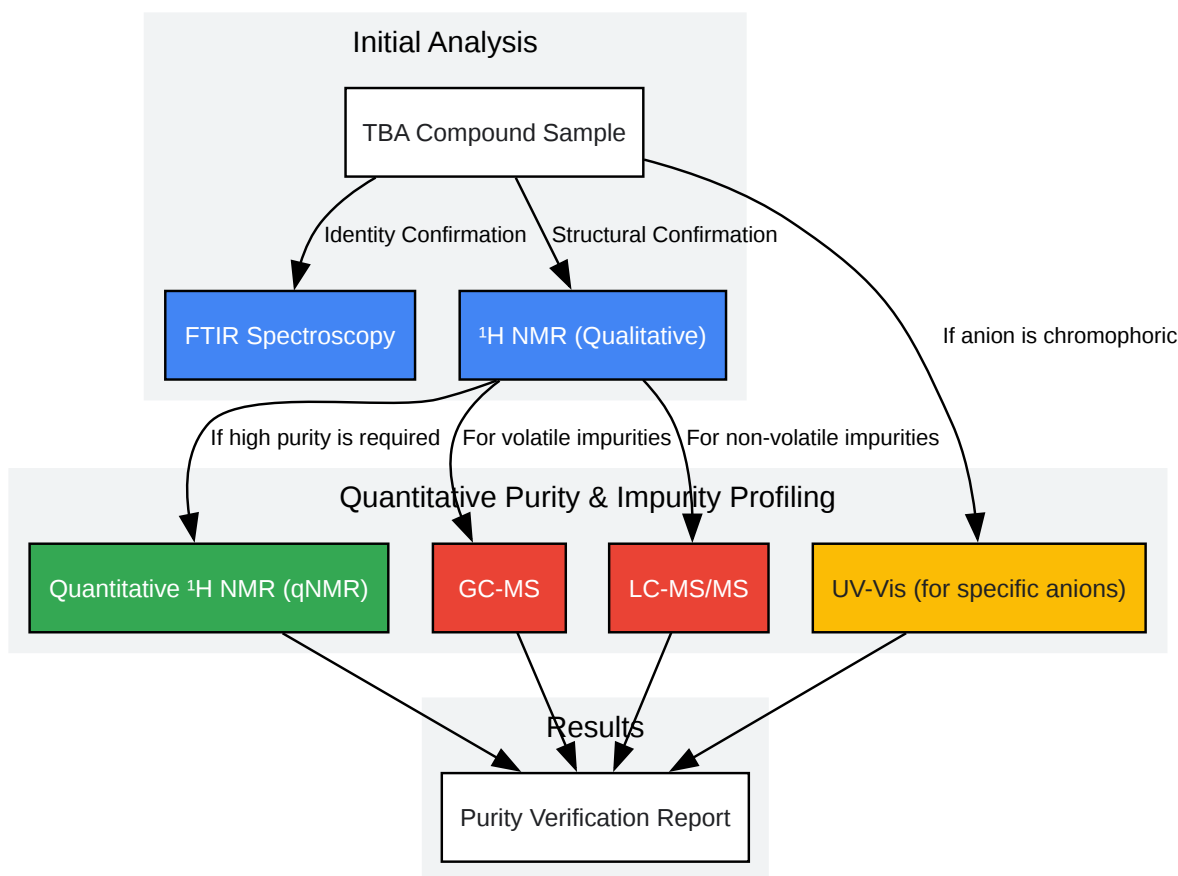 Initial Analysis
TBA Compound Sample
Identity Confirmation
Structural Confirmation
FTIR Spectroscopy
¹H NMR (Qualitative)
If anion is chromophoric
If high purity is required
For volatile impurities
For non-volatile impurities
Quantitative Purity & Impurity Profiling
Quantitative ¹H NMR (qNMR)
GC-MS
LC-MS/MS
UV-Vis (for specific anions)
Results
Purity Verification Report